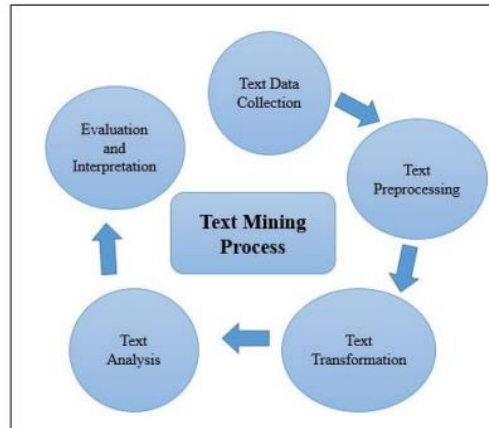 Text Data
Collection
Text
Preprocessing
Text
Transformation
Text
Analysis
Evaluation
and
Interpretation
Text Mining
Process